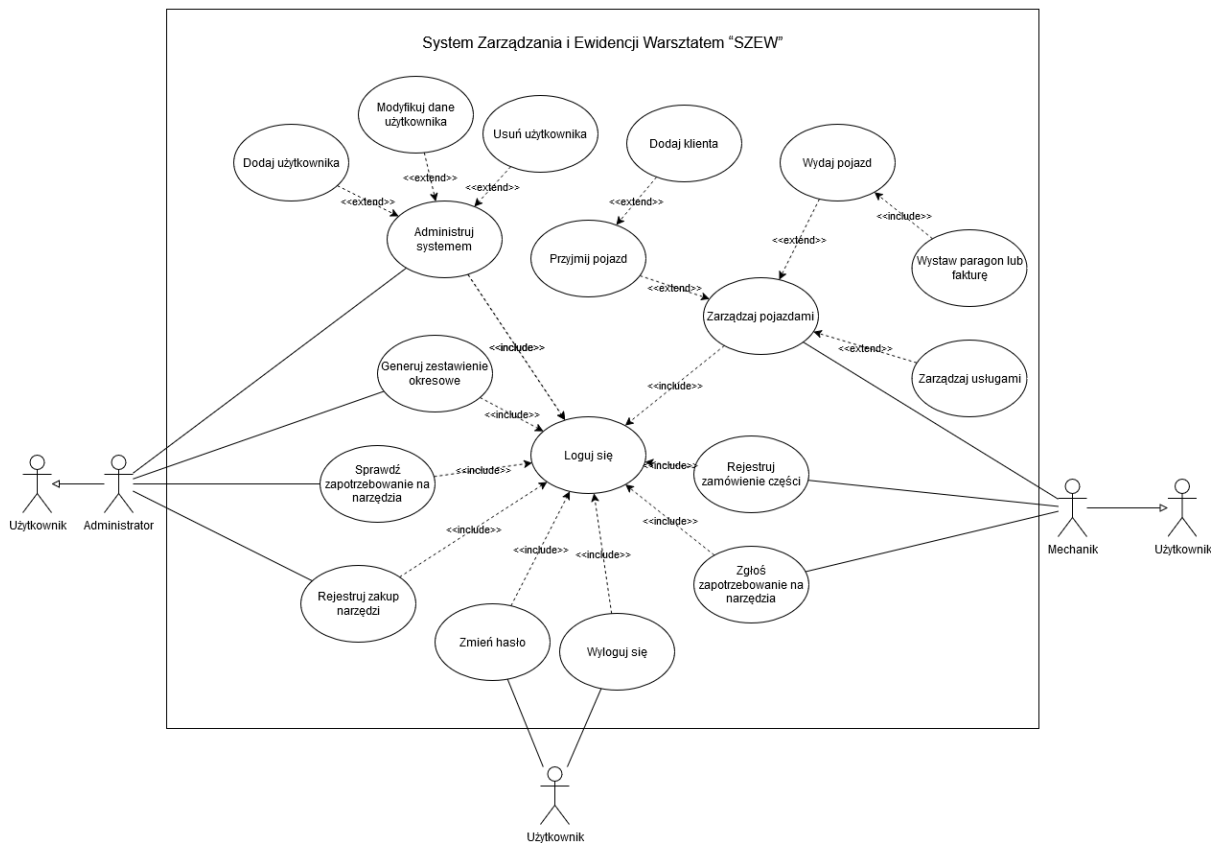 System Zarządzania i Ewidencji Warsztatem “SZEW”
Modyfikuj dane
użytkownika
Usuń użytkownika
Dodaj użytkownika
Dodaj klienta
Wydaj pojazd
<<extend>>
<<extend>>
<<extend>>
<<extend>>
<<include>>
Administruj
systemem
<<extend>>
Przyjmij pojazd
Wystaw paragon lub
fakturę
<<extend>>
Zarządzaj pojazdami
<<include>>
<<extend>>
Generuj zestawienie
okresowe
Zarządzaj usługami
<<include>>
<<include>>
Loguj się
Sprawdź
zapotrzebowanie na
narzędzia
<<include>>
<<include>>
Rejestruj
zamówienie części
Użytkownik
Administrator
<<include>>
<<include>>
<<include>>
<<include>>
Mechanik
Użytkownik
Zgłoś
zapotrzebowanie na
narzędzia
Rejestruj zakup
narzędzi
Zmień hasło
Wyloguj się
Użytkownik